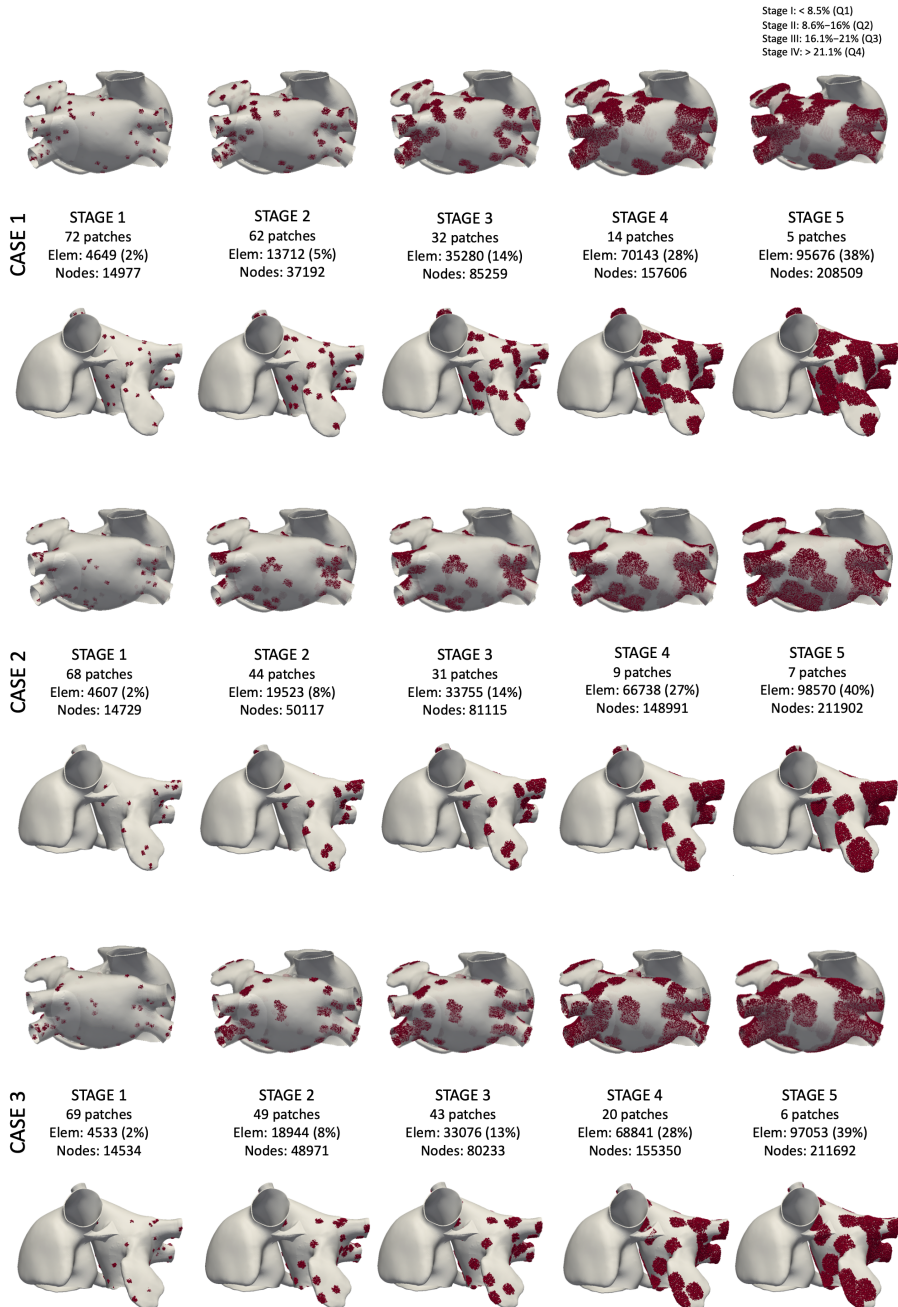 Stage I: < 8.5% (Q1)
Stage II: 8.6%–16% (Q2)
Stage III: 16.1%–21% (Q3)
Stage IV: > 21.1% (Q4)
CASE 1
STAGE 1
72 patches
Elem: 4649 (2%)
Nodes: 14977
STAGE 2
62 patches
Elem: 13712 (5%)
Nodes: 37192
STAGE 3
32 patches
Elem: 35280 (14%)
Nodes: 85259
STAGE 4
14 patches
Elem: 70143 (28%)
Nodes: 157606
STAGE 5
5 patches
Elem: 95676 (38%)
Nodes: 208509
CASE 2
STAGE 1
68 patches
Elem: 4607 (2%)
Nodes: 14729
STAGE 2
44 patches
Elem: 19523 (8%)
Nodes: 50117
STAGE 3
31 patches
Elem: 33755 (14%)
Nodes: 81115
STAGE 4
9 patches
Elem: 66738 (27%)
Nodes: 148991
STAGE 5
7 patches
Elem: 98570 (40%)
Nodes: 211902
CASE 3
STAGE 1
69 patches
Elem: 4533 (2%)
Nodes: 14534
STAGE 2
49 patches
Elem: 18944 (8%)
Nodes: 48971
STAGE 3
43 patches
Elem: 33076 (13%)
Nodes: 80233
STAGE 4
20 patches
Elem: 68841 (28%)
Nodes: 155350
STAGE 5
6 patches
Elem: 97053 (39%)
Nodes: 211692